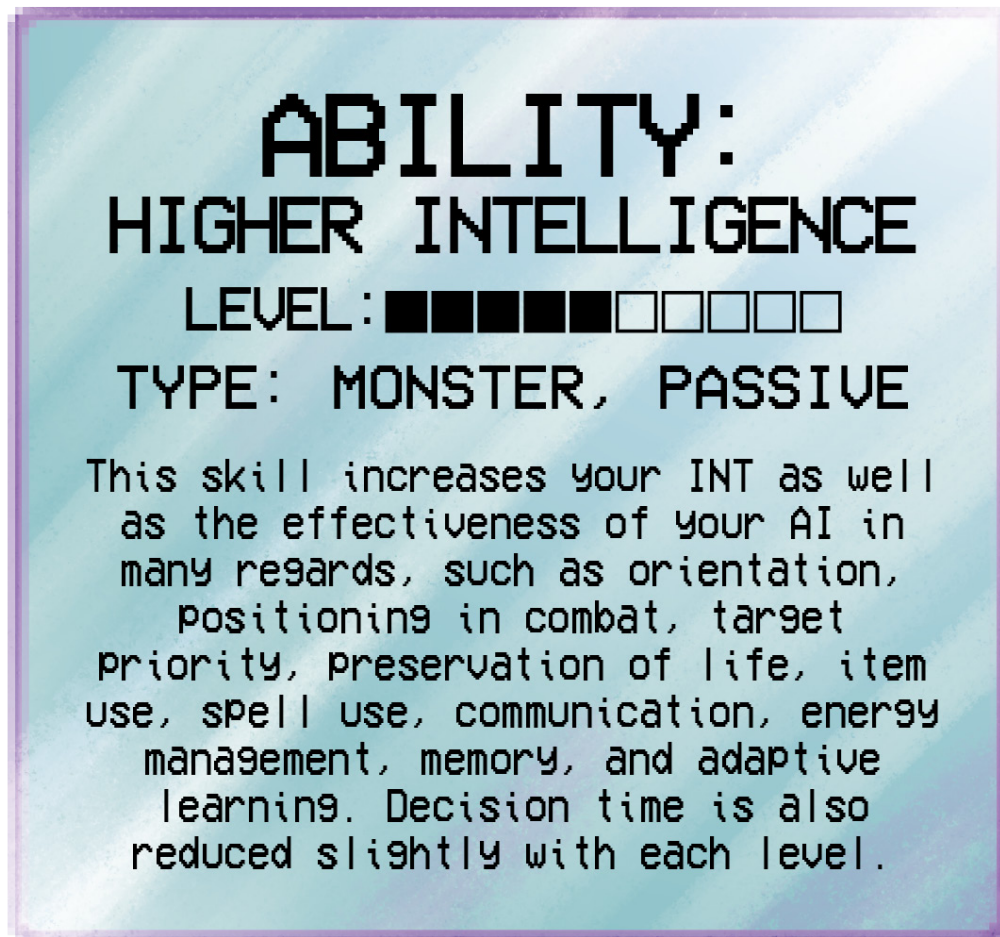 ABILITY:
HIGHER INTELLIGENCE
LEVEL:■■■■■□□□□□
TYPE: MONSTER, PASSIVE
This skill increases your INT as well
as the effectiveness of your AI in
many regards, such as orientation,
positioning in combat, target
priority, preservation of life, item
use, spell use, communication, energy
management, memory, and adaptive
learning. Decision time is also
reduced slightly with each level.